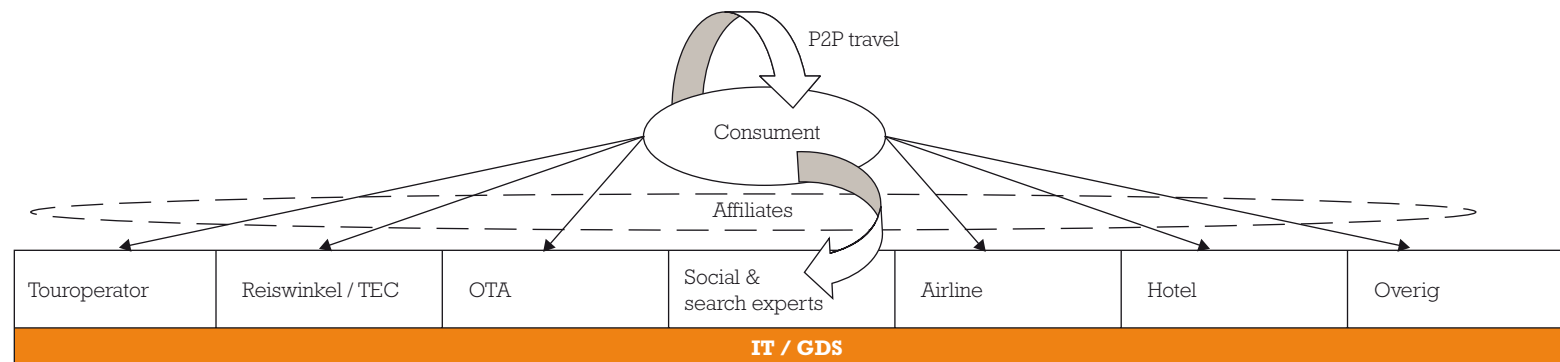 P2P travel
Consument
Affiliates
Touroperator
Reiswinkel / TEC
OTA
Social &
search experts
Airline
Hotel
Overig
IT / GDS